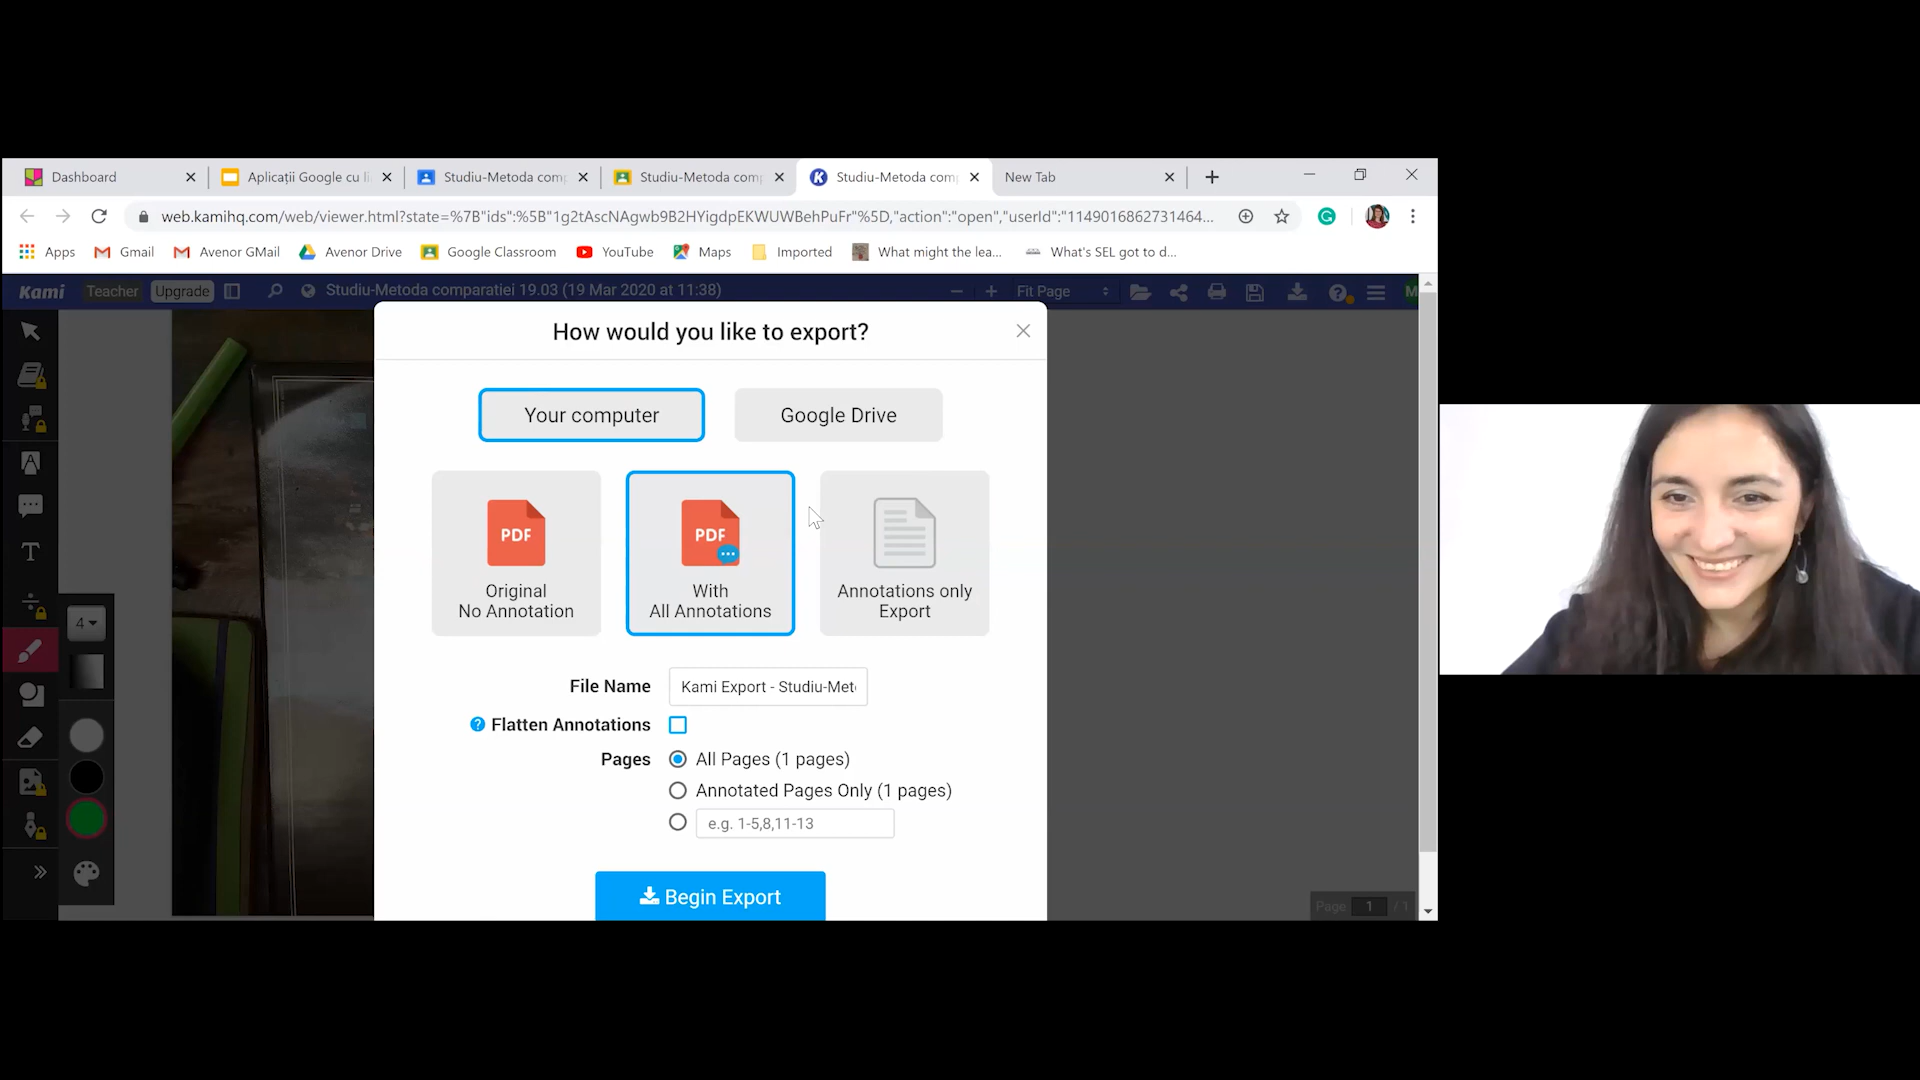 Dashboard
Aplicații Google cu
Studiu-Metoda comp
Studiu-Metoda comp
Studiu-Metoda com
New Tab
web.kamihq.com/web/viewer.html?state=%7B"ids":%5B"1g2tAscNAgwb9B2HYigdpEKWUWBehPuFr"%5D,"action":"open","userId":"1149016862731464...
Apps
Gmail
Avenor GMail
Avenor Drive
Google Classroom
YouTube
Maps
Imported
What might the lea...
What's SEL got to d...
Kami
Teacher
Upgrade
Studiu-Metoda comparatiei 19.03 (19 Mar 2020 at 11:38)
Fit Page
M
How would you like to export?
Your computer
Google Drive
PDF
Original
No Annotation
PDF
With
All Annotations
Annotations only
Export
4
File Name
Kami Export - Studiu-Met
Flatten Annotations
Pages
All Pages (1 pages)
Annotated Pages Only (1 pages)
e.g. 1-5,8,11-13
Begin Export
Page 1 / 1